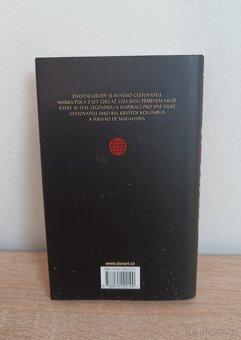 ŽIVOTNÍ OSUDY SLAVNÉHO CESTOVATELE
MARKA POLA Z LET 1282 AŽ 1324 JSOU PŘÍBĚHEM MUŽE,
KTERÝ SE STAL LEGENDOU A INSPIRACÍ PRO JINÉ VELKÉ
CESTOVATELE JAKO BYL KRYŠTOF KOLUMBUS
A FERNÃO DE MAGALHÃES.
www.slovart.cz